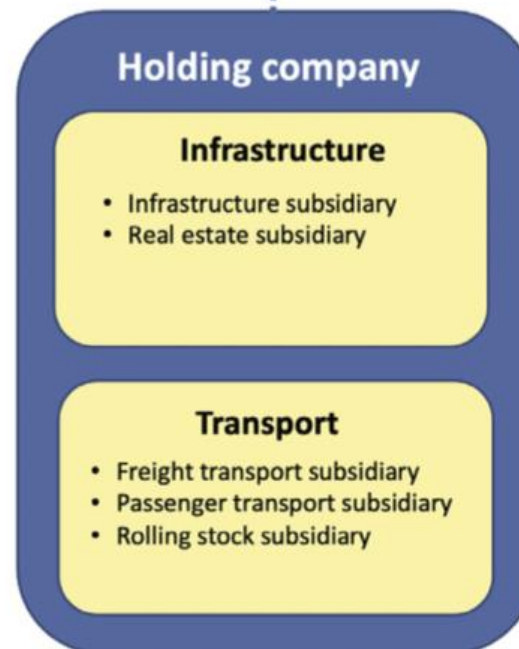 Holding company
Infrastructure
• Infrastructure subsidiary
• Real estate subsidiary
Transport
• Freight transport subsidiary
• Passenger transport subsidiary
• Rolling stock subsidiary